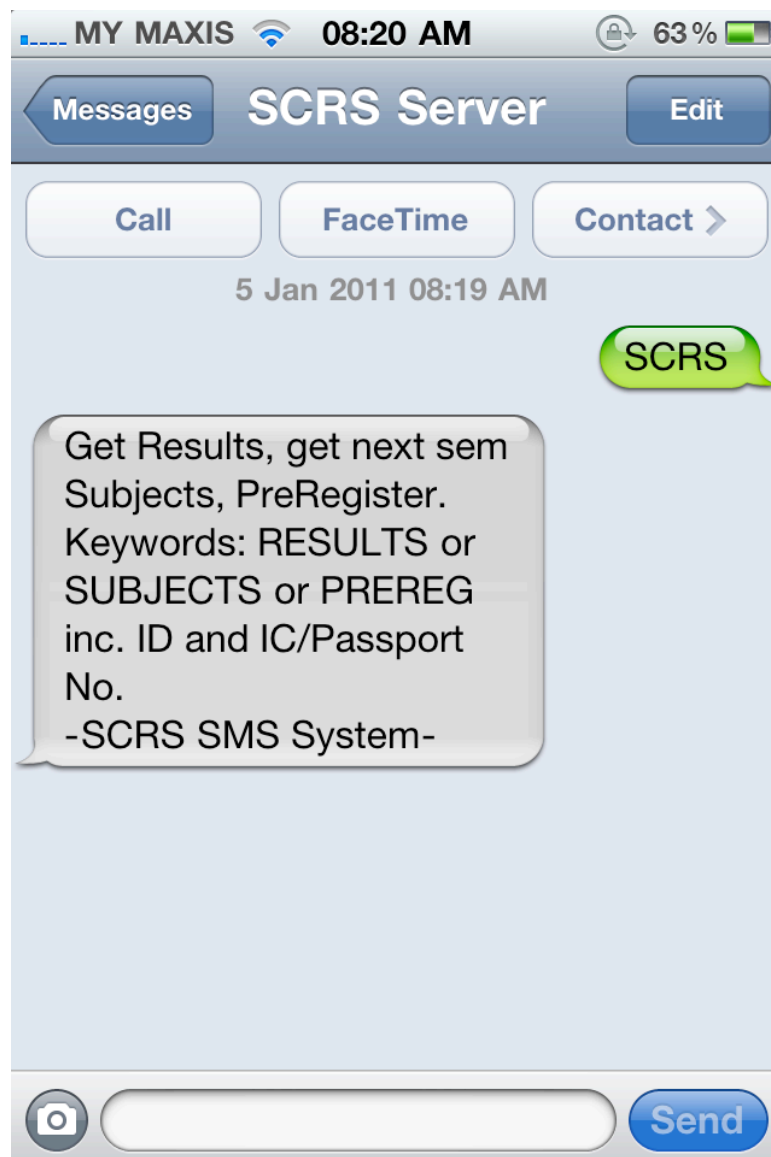 MY MAXIS 08:20 AM 63%
Messages SCRS Server Edit
Call FaceTime Contact
5 Jan 2011 08:19 AM
SCRS
Get Results, get next sem
Subjects, PreRegister.
Keywords: RESULTS or
SUBJECTS or PREREG
inc. ID and IC/Passport
No.
-SCRS SMS System-
Send